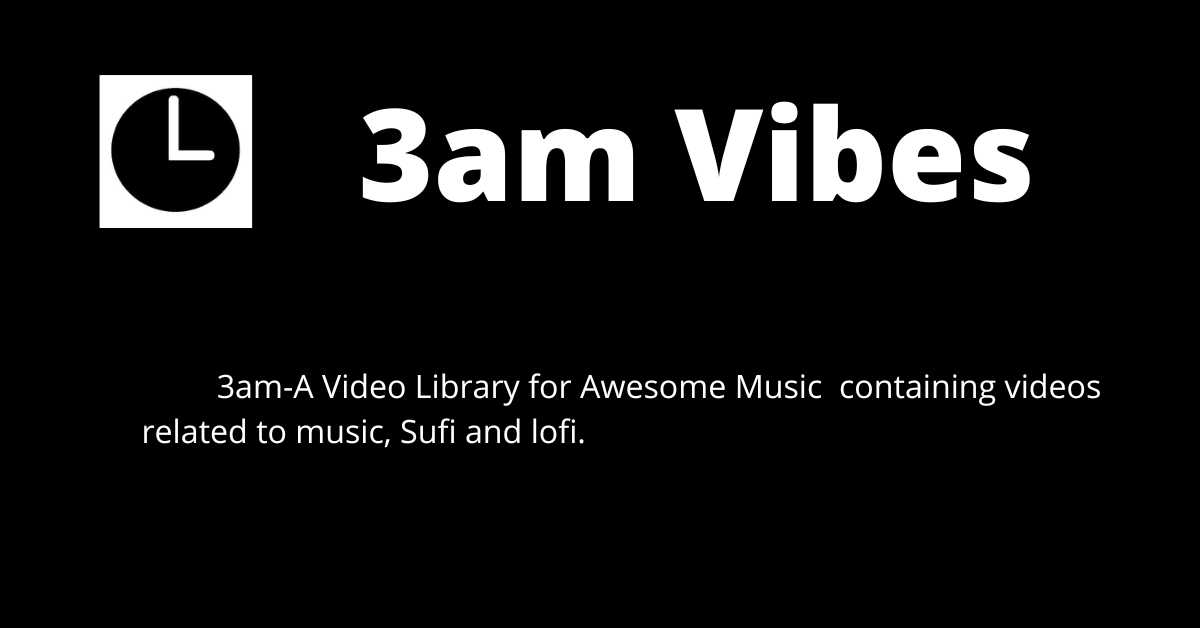 3am Vibes
3am-A Video Library for Awesome Music  containing videos
related to music, Sufi and lofi.